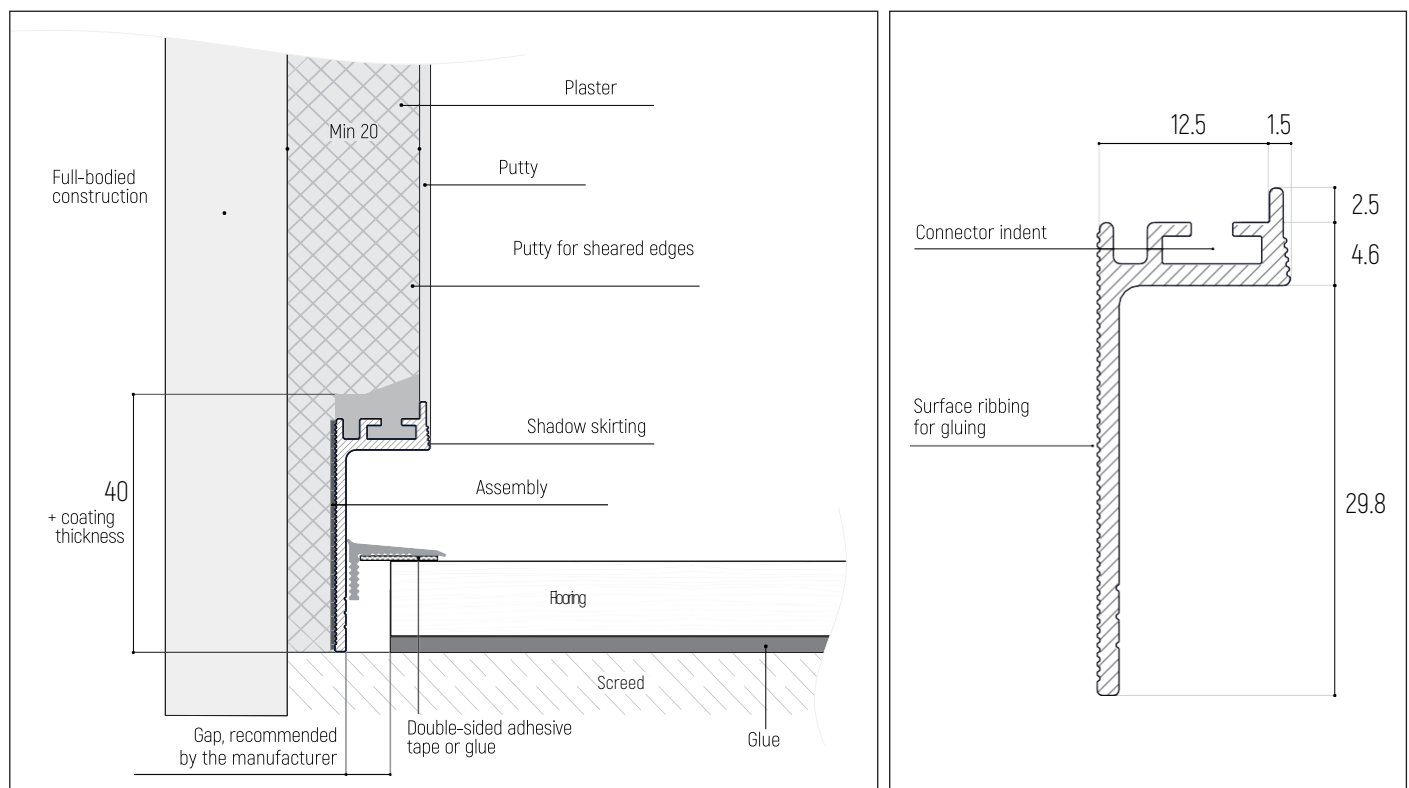 Plaster
Min 20
Putty
Full-bodied
construction
Putty for sheared edges
Shadow skirting
Assembly
40
+ coating
thickness
Flooring
Screed
Gap, recommended
by the manufacturer
Double-sided adhesive
tape or glue
Glue
12.5
1.5
2.5
Connector indent
4.6
Surface ribbing
for gluing
29.8